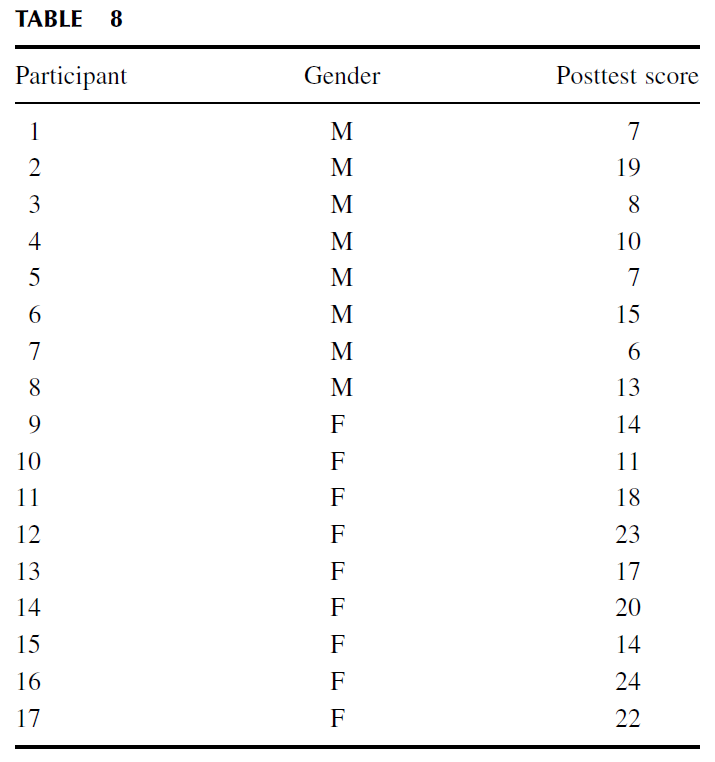 TABLE 8
Participant Gender Posttest score
1 M 7
2 M 19
3 M 8
4 M 10
5 M 7
6 M 15
7 M 6
8 M 13
9 F 14
10 F 11
11 F 18
12 F 23
13 F 17
14 F 20
15 F 14
16 F 24
17 F 22